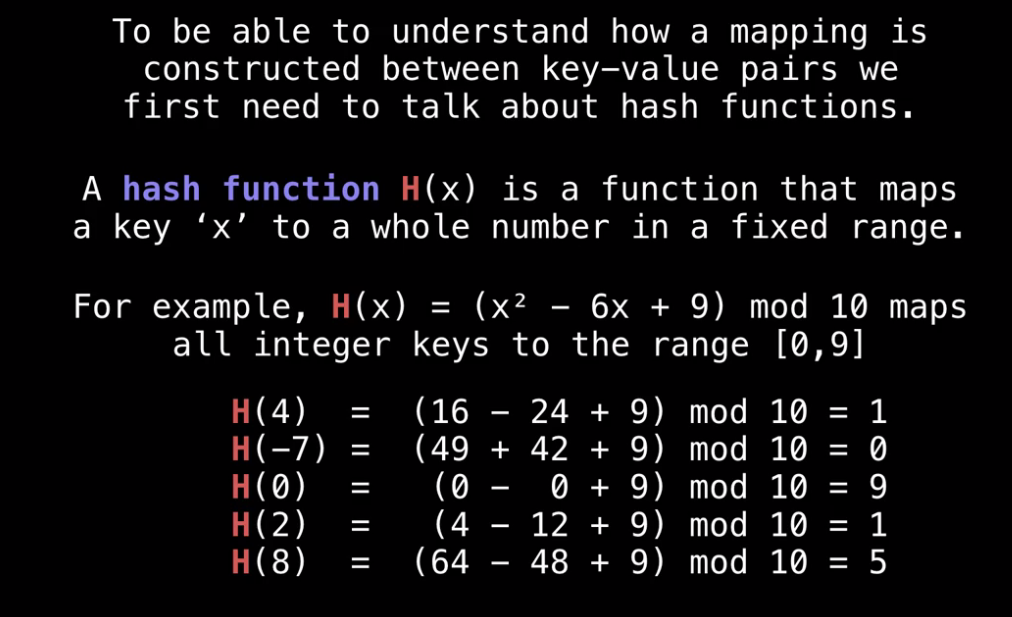 To be able to understand how a mapping is
constructed between key-value pairs we
first need to talk about hash functions.
A hash function H(x) is a function that maps
a key ‘x’ to a whole number in a fixed range.
For example, H(x) = (x² − 6x + 9) mod 10 maps
all integer keys to the range [0,9]
H(4) = (16 − 24 + 9) mod 10 = 1
H(−7) = (49 + 42 + 9) mod 10 = 0
H(0) = (0 − 0 + 9) mod 10 = 9
H(2) = (4 − 12 + 9) mod 10 = 1
H(8) = (64 − 48 + 9) mod 10 = 5